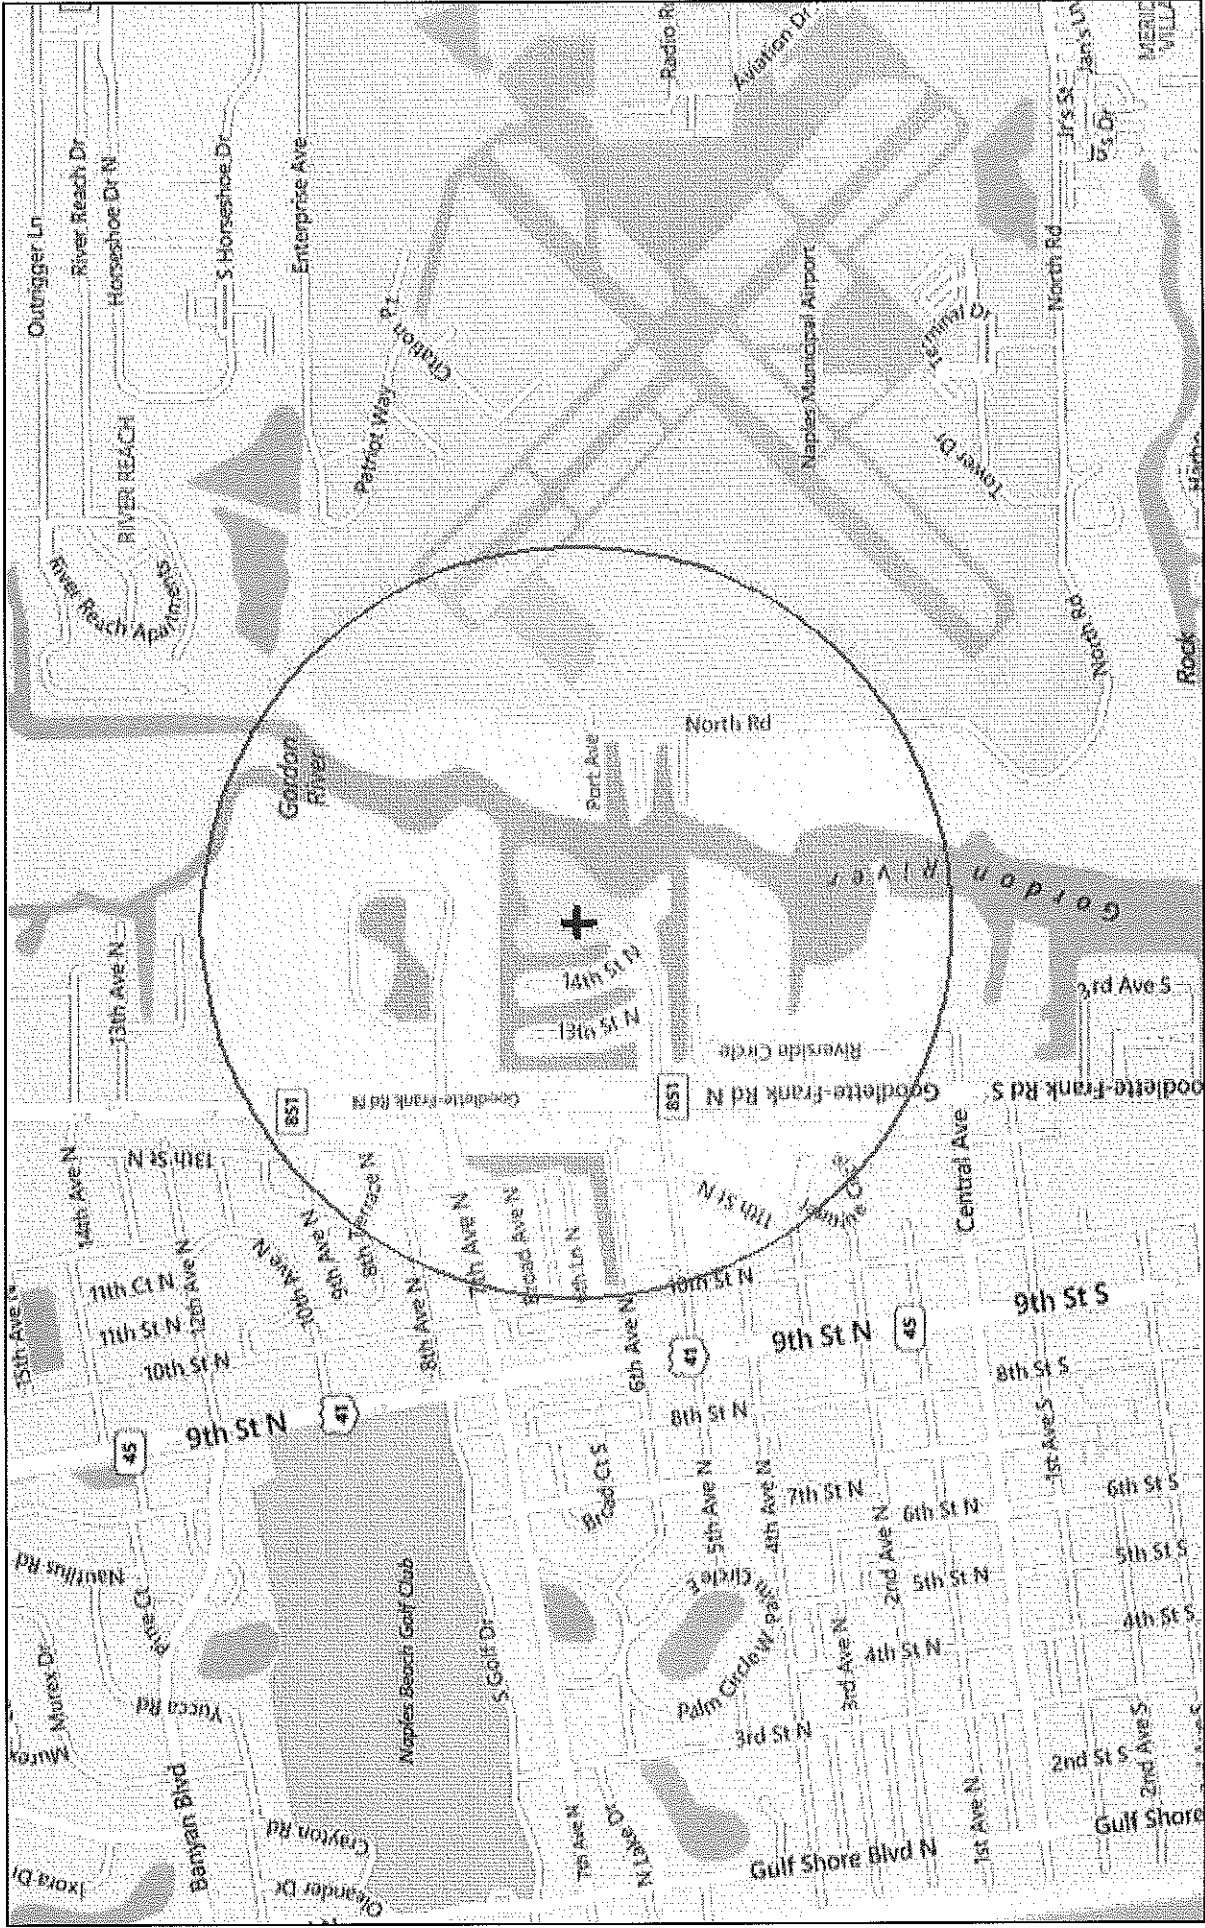 Outrigger Ln
River Reach Dr
Horseshoe Dr N
S Horseshoe Dr
Enterprise Ave
Radio
Aviation Dr
Jan's Ln
Jr's St
Jo's Dr
North Rd
Citation Pz
Patriot Way
Naples Municipal Airport
Terminal Dr
Tower Dr
RIVER REACH
River Reach Apartments
North Rd
Rock
North Rd
Gordon
River
Port Ave
Gordon River
13th Ave N
14th St N
13th St N
3rd Ave S
Riverside Circle
851
Goodlette-Frank Rd N
851
Goodlette-Frank Rd N
oodlette-Frank Rd S
14th Ave N
13th St N
Central Ave
11th St N
8th Terrace N
9th Ave N
10th Ave N
7th Ave N
Broad Ave N
10th St N
15th Ave N
11th Ct N
12th Ave N
11th St N
10th St N
8th Ave N
6th Ave N
9th St S
9th St N
45
41
8th St S
8th St N
41
9th St N
45
Broad Ct S
1st Ave S
6th St S
7th St N
6th St N
5th Ave N
4th Ave N
2nd Ave N
5th St S
5th St N
Nautilus Rd
Pine Ct
Naples Beach Golf Club
S Golf Dr
Palm Circle E
Palm Circle W
4th St S
4th St N
3rd Ave N
Murex Dr
Yucca Rd
3rd St N
2nd St S
2nd Ave S
Banyan Blvd
Crayton Rd
N Lake Dr
Gulf Shore Blvd N
1st Ave N
Gulf Shore
Ixora Dr
Oleander Dr